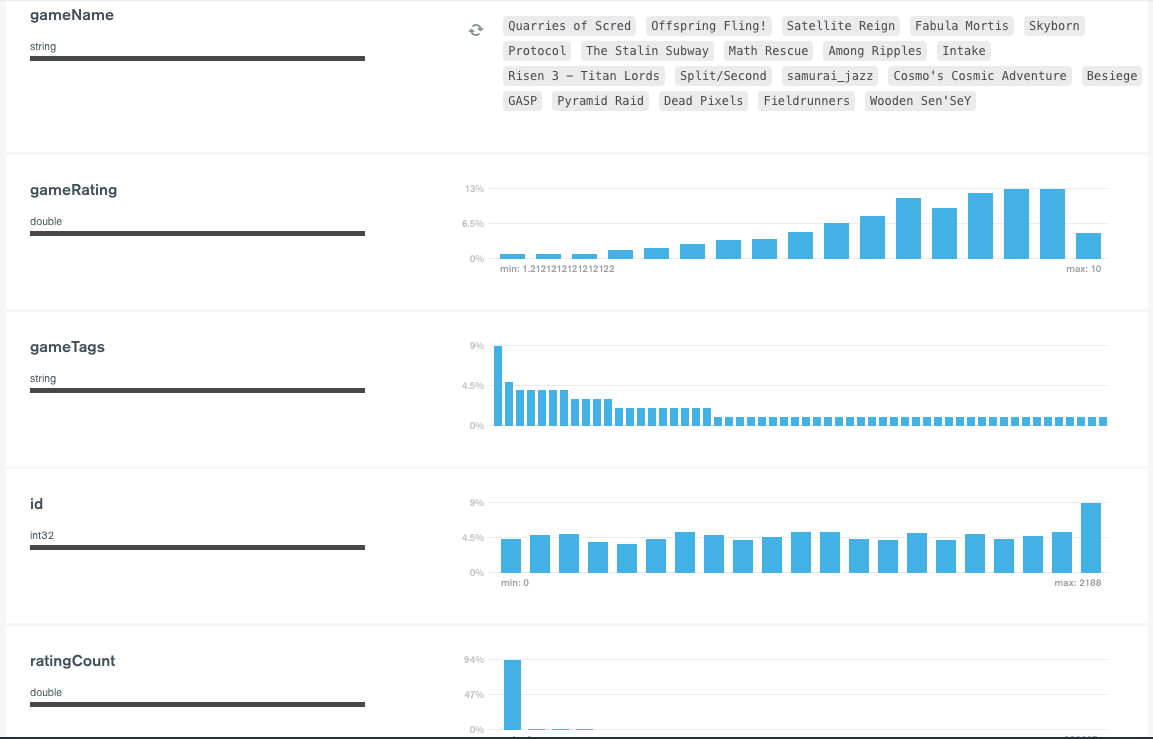 gameName
string
Quarries of Scred Offspring Fling! Satellite Reign Fabula Mortis Skyborn
Protocol The Stalin Subway Math Rescue Among Ripples Intake
Risen 3 – Titan Lords Split/Second samurai_jazz Cosmo's Cosmic Adventure Besiege
GASP Pyramid Raid Dead Pixels Fieldrunners Wooden Sen'SeY
gameRating
double
13%
6.5%
0%
min: 1.2121212121212122 max: 10
gameTags
string
9%
4.5%
0%
id
int32
9%
4.5%
0%
min: 0 max: 2188
ratingCount
double
94%
47%
0%